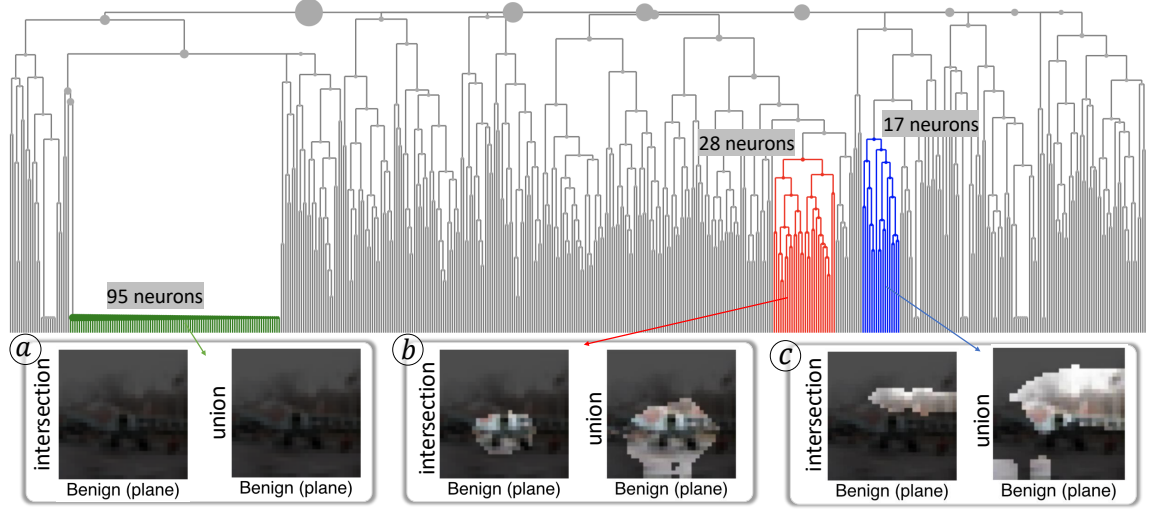 17 neurons
28 neurons
95 neurons
a
intersection
union
Benign (plane)
Benign (plane)
b
intersection
union
Benign (plane)
Benign (plane)
c
intersection
union
Benign (plane)
Benign (plane)